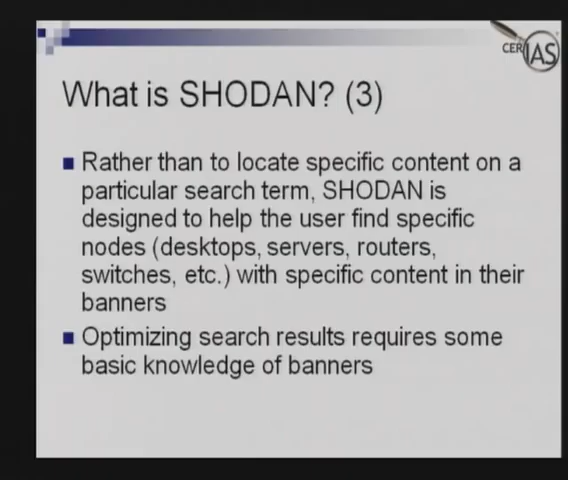 CERIAS
What is SHODAN? (3)
Rather than to locate specific content on a
particular search term, SHODAN is
designed to help the user find specific
nodes (desktops, servers, routers,
switches, etc.) with specific content in their
banners
Optimizing search results requires some
basic knowledge of banners